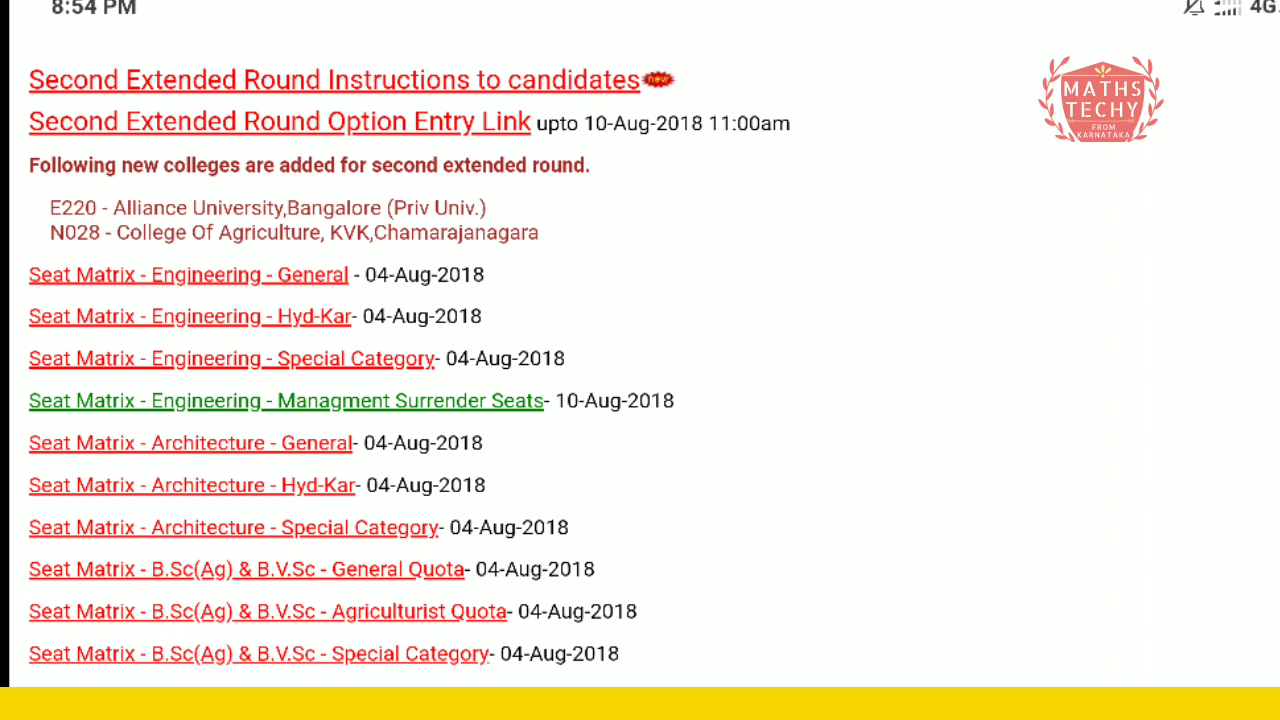 8:54 PM
4G
Second Extended Round Instructions to candidates new
MATHS
TECHY
FROM
KARNATAKA
Second Extended Round Option Entry Link upto 10-Aug-2018 11:00am
Following new colleges are added for second extended round.
E220 - Alliance University,Bangalore (Priv Univ.)
N028 - College Of Agriculture, KVK,Chamarajanagara
Seat Matrix - Engineering - General - 04-Aug-2018
Seat Matrix - Engineering - Hyd-Kar- 04-Aug-2018
Seat Matrix - Engineering - Special Category- 04-Aug-2018
Seat Matrix - Engineering - Managment Surrender Seats- 10-Aug-2018
Seat Matrix - Architecture - General- 04-Aug-2018
Seat Matrix - Architecture - Hyd-Kar- 04-Aug-2018
Seat Matrix - Architecture - Special Category- 04-Aug-2018
Seat Matrix - B.Sc(Ag) & B.V.Sc - General Quota- 04-Aug-2018
Seat Matrix - B.Sc(Ag) & B.V.Sc - Agriculturist Quota- 04-Aug-2018
Seat Matrix - B.Sc(Ag) & B.V.Sc - Special Category- 04-Aug-2018